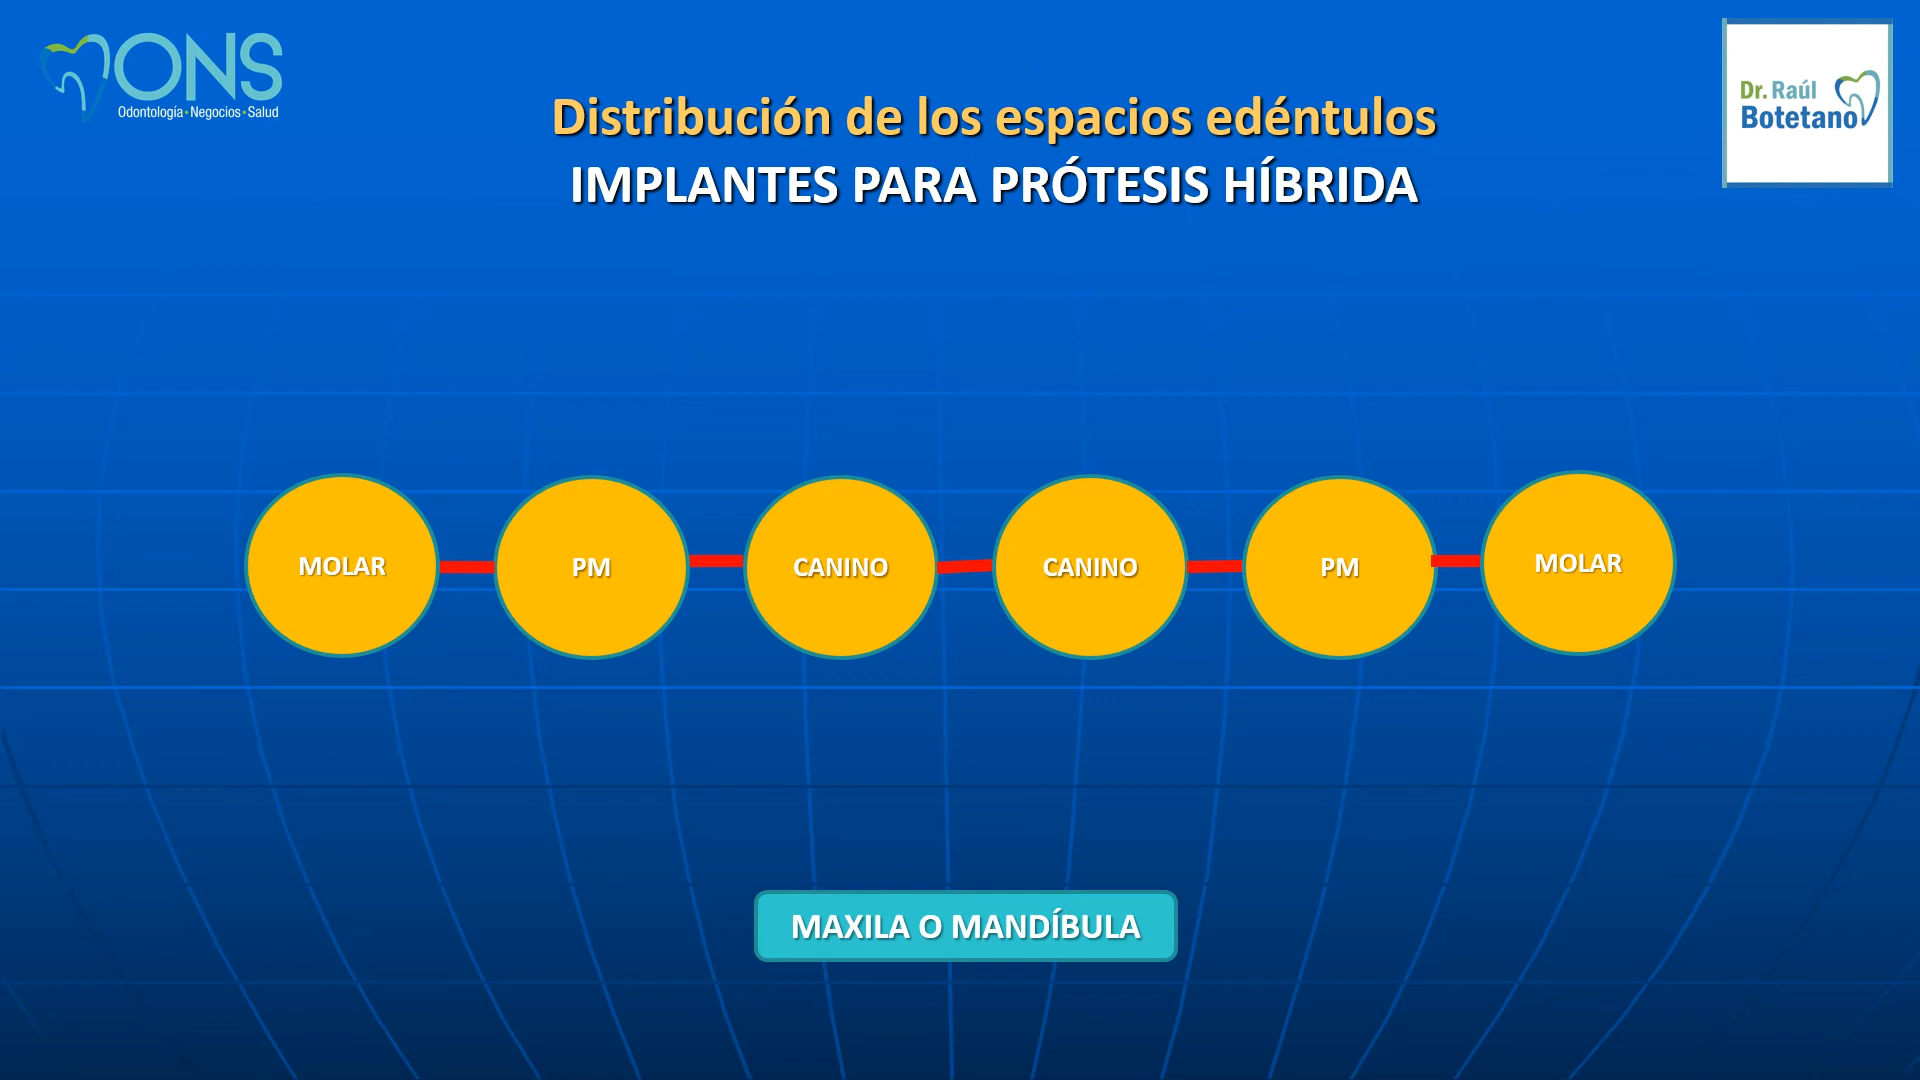 ONS
Odontología•Negocios•Salud
Dr. Raúl
Botetano
Distribución de los espacios edéntulos
IMPLANTES PARA PRÓTESIS HÍBRIDA
MOLAR
PM
CANINO
CANINO
PM
MOLAR
MAXILA O MANDÍBULA